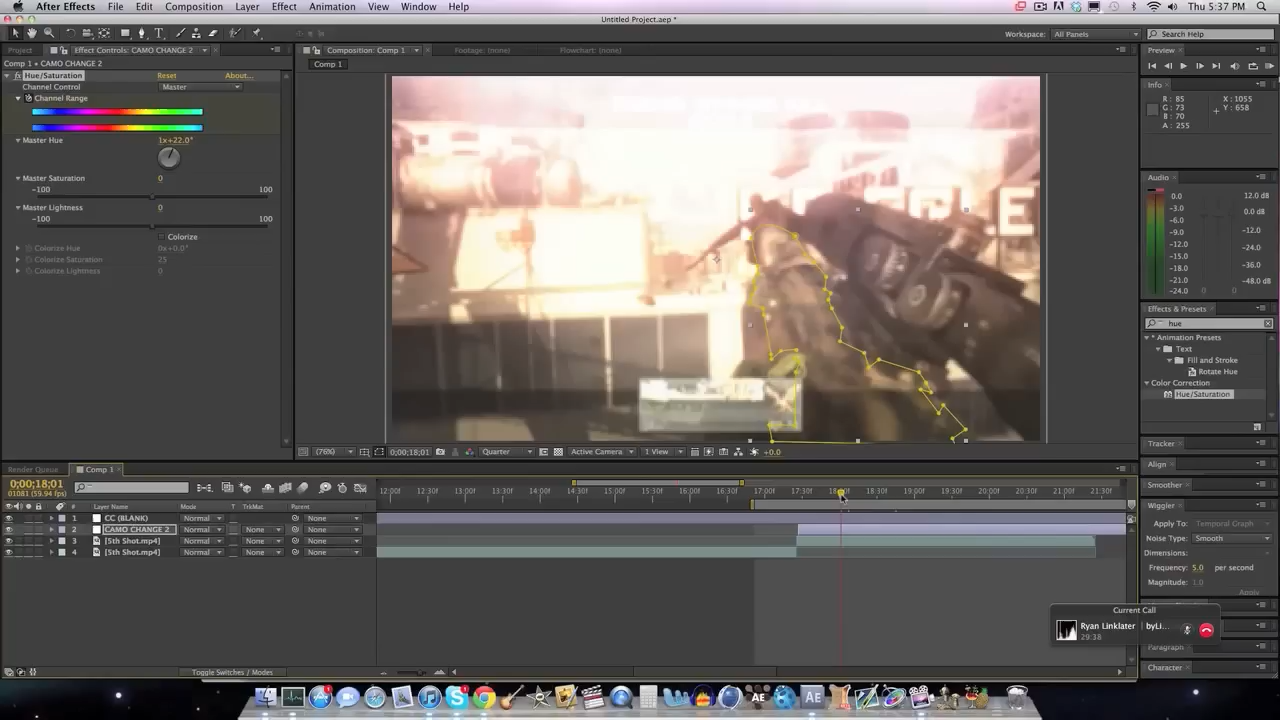 After Effects File Edit Composition Layer Effect Animation View Window Help Thu 5:37 PM
Untitled Project.aep *
Workspace: All Panels Search Help
Project Effect Controls: CAMO CHANGE 2 Composition: Comp 1 Footage: (none) Flowchart: (none) Preview
Comp 1 • CAMO CHANGE 2 Comp 1
fx Hue/Saturation Reset About...
Channel Control Master
Channel Range
Master Hue 1x+22.0°
Master Saturation 0
-100 100
Master Lightness 0
-100 100
Colorize
Colorize Hue 0x+0.0°
Colorize Saturation 25
Colorize Lightness 0
Info
R: 85 X: 1055
G: 73 Y: 658
B: 70
A: 255
Audio
0.0 12.0 dB
-3.0 0.0 dB
-6.0
-9.0 -12.0
-12.0
-15.0 -24.0
-18.0 -36.0
-21.0
-24.0 -48.0 dB
Effects & Presets
hue
* Animation Presets
Text
Fill and Stroke
Rotate Hue
Color Correction
Hue/Saturation
Tracker
Align
Smoother
Wiggler
Apply To: Temporal Graph
Noise Type: Smooth
Dimensions:
Frequency: 5.0 per second
Magnitude: 1.0
Apply
Paragraph
Character
(76%) 0;00;18;01 Quarter Active Camera 1 View +0.0
Render Queue Comp 1
0;00;18;01
01081 (59.94 fps)
12:00f 12:30f 13:00f 13:30f 14:00f 14:30f 15:00f 15:30f 16:00f 16:30f 17:00f 17:30f 18:00f 18:30f 19:00f 19:30f 20:00f 20:30f 21:00f 21:30f
# Layer Name Mode T TrkMat Parent
1 CC (BLANK) Normal None
2 CAMO CHANGE 2 Normal None None
3 [5th Shot.mp4] Normal None None
4 [5th Shot.mp4] Normal None None
Toggle Switches / Modes
Current Call
Ryan Linklater | byLi...
29:38